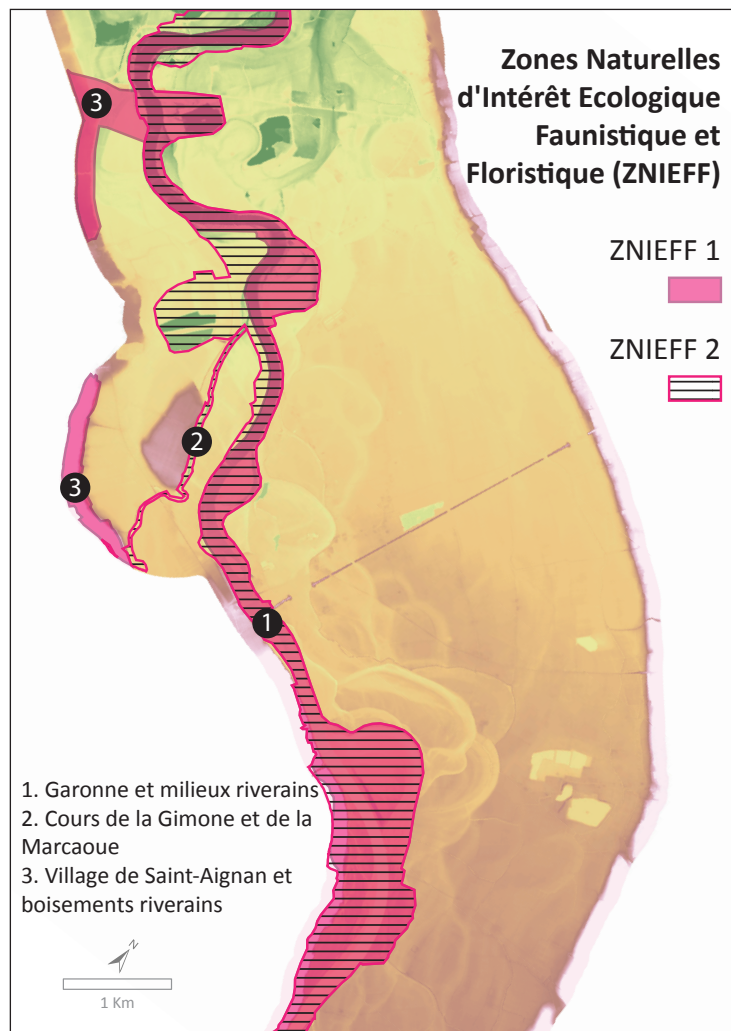 Zones Naturelles
d'Intérêt Ecologique
Faunistique et
Floristique (ZNIEFF)
ZNIEFF 1
ZNIEFF 2
3
2
3
1
1. Garonne et milieux riverains
2. Cours de la Gimone et de la
Marcaoue
3. Village de Saint-Aignan et
boisements riverains
N
1 Km